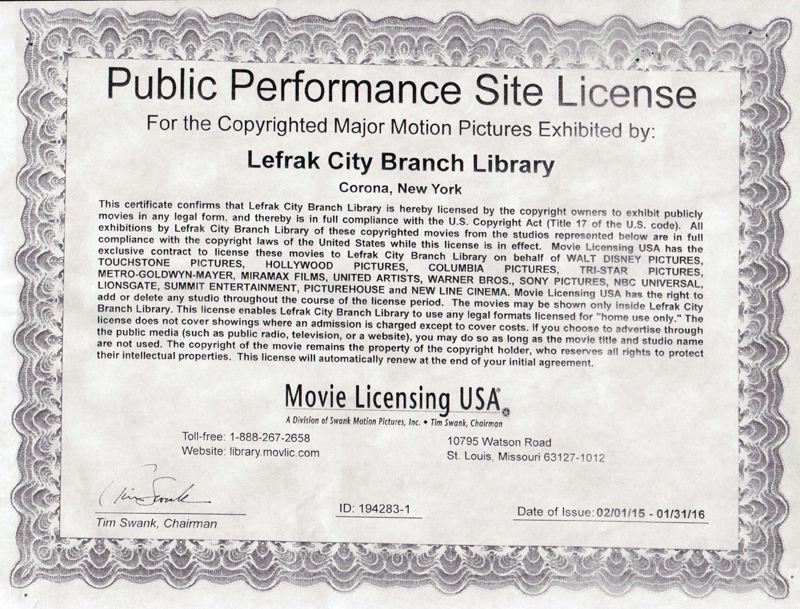 Public Performance Site License
For the Copyrighted Major Motion Pictures Exhibited by:
Lefrak City Branch Library
Corona, New York
This certificate confirms that Lefrak City Branch Library is hereby licensed by the copyright owners to exhibit publicly
movies in any legal form, and thereby is in full compliance with the U.S. Copyright Act (Title 17 of the U.S. code). All
exhibitions by Lefrak City Branch Library of these copyrighted movies from the studios represented below are in full
compliance with the copyright laws of the United States while this license is in effect. Movie Licensing USA has the
exclusive contract to license these movies to Lefrak City Branch Library on behalf of WALT DISNEY PICTURES,
TOUCHSTONE PICTURES, HOLLYWOOD PICTURES, COLUMBIA PICTURES, TRI-STAR PICTURES,
METRO-GOLDWYN-MAYER, MIRAMAX FILMS, UNITED ARTISTS, WARNER BROS., SONY PICTURES, NBC UNIVERSAL,
LIONSGATE, SUMMIT ENTERTAINMENT, PICTUREHOUSE and NEW LINE CINEMA. Movie Licensing USA has the right to
add or delete any studio throughout the course of the license period. The movies may be shown only inside Lefrak City
Branch Library. This license enables Lefrak City Branch Library to use any legal formats licensed for "home use only." The
license does not cover showings where an admission is charged except to cover costs. If you choose to advertise through
the public media (such as public radio, television, or a website), you may do so as long as the movie title and studio name
are not used. The copyright of the movie remains the property of the copyright holder, who reserves all rights to protect
their intellectual properties. This license will automatically renew at the end of your initial agreement.
Movie Licensing USA®
A Division of Swank Motion Pictures, Inc. • Tim Swank, Chairman
Toll-free: 1-888-267-2658
Website: library.movlic.com
10795 Watson Road
St. Louis, Missouri 63127-1012
Tim Swank
Tim Swank, Chairman
ID: 194283-1
Date of Issue: 02/01/15 - 01/31/16